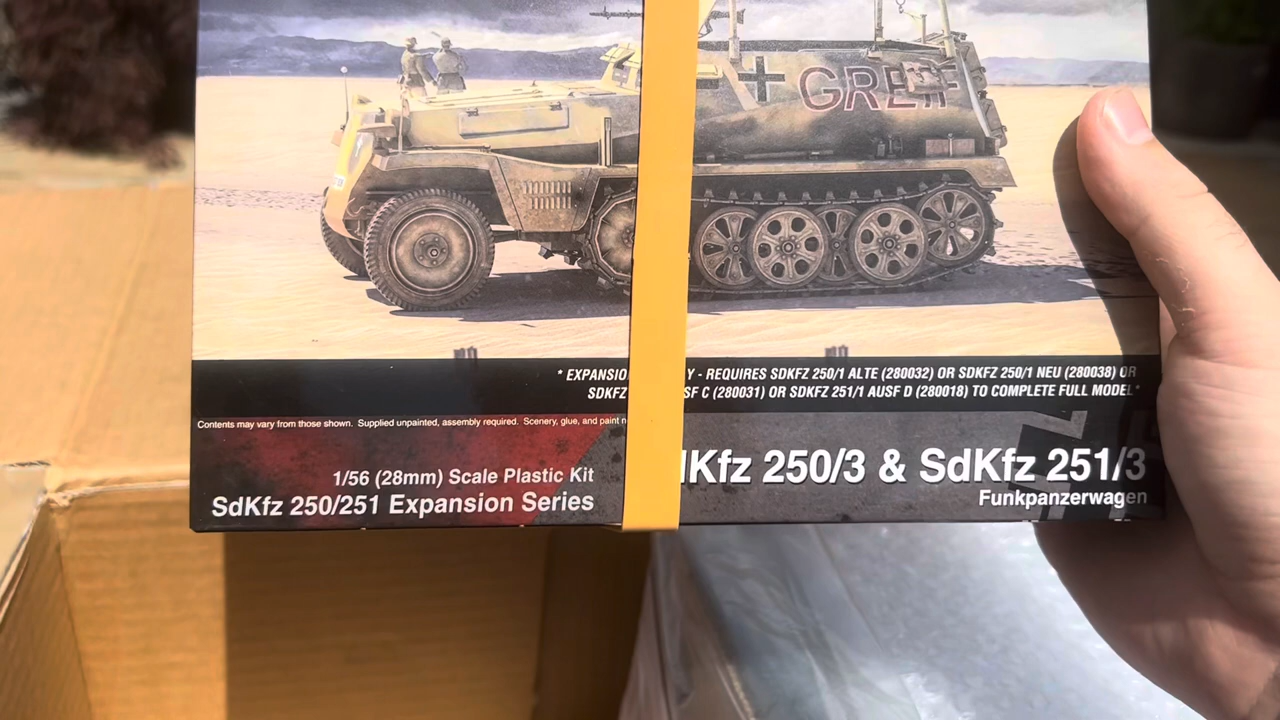 GREIF
* EXPANSIO Y - REQUIRES SDKFZ 250/1 ALTE (280032) OR SDKFZ 250/1 NEU (280038) OR
SDKFZ SF C (280031) OR SDKFZ 251/1 AUSF D (280018) TO COMPLETE FULL MODEL*
Contents may vary from those shown. Supplied unpainted, assembly required. Scenery, glue, and paint n
1/56 (28mm) Scale Plastic Kit
SdKfz 250/251 Expansion Series
Kfz 250/3 & SdKfz 251/3
Funkpanzerwagen